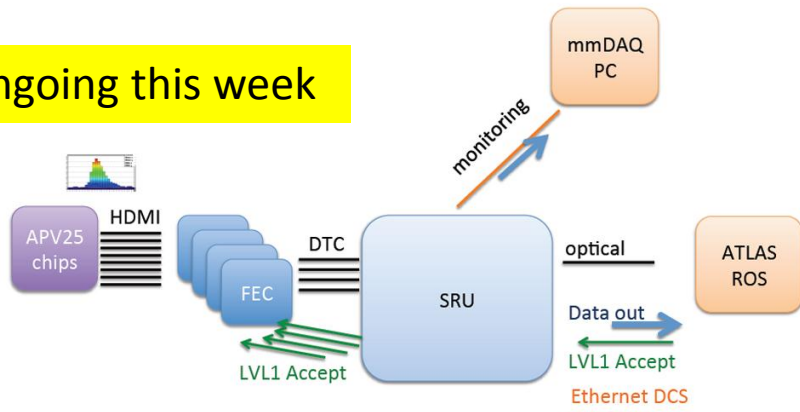 mmDAQ
PC
ngoing this week
monitoring
HDMI
APV25
chips
DTC
FEC
SRU
optical
ATLAS
ROS
Data out
LVL1 Accept
LVL1 Accept
Ethernet DCS